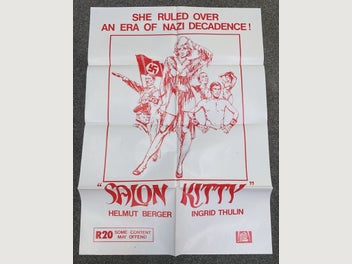 SHE RULED OVER
AN ERA OF NAZI DECADENCE!
"SALON KITTY"
HELMUT BERGER INGRID THULIN
R20 SOME CONTENT
MAY OFFEND